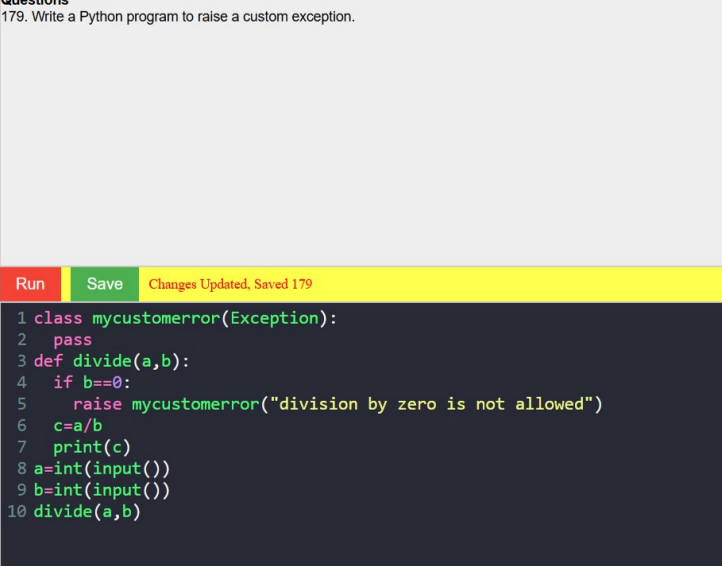 Questions
179. Write a Python program to raise a custom exception.
Run Save Changes Updated, Saved 179
1 class mycustomerror(Exception):
2   pass
3 def divide(a,b):
4   if b==0:
5     raise mycustomerror("division by zero is not allowed")
6   c=a/b
7   print(c)
8 a=int(input())
9 b=int(input())
10 divide(a,b)